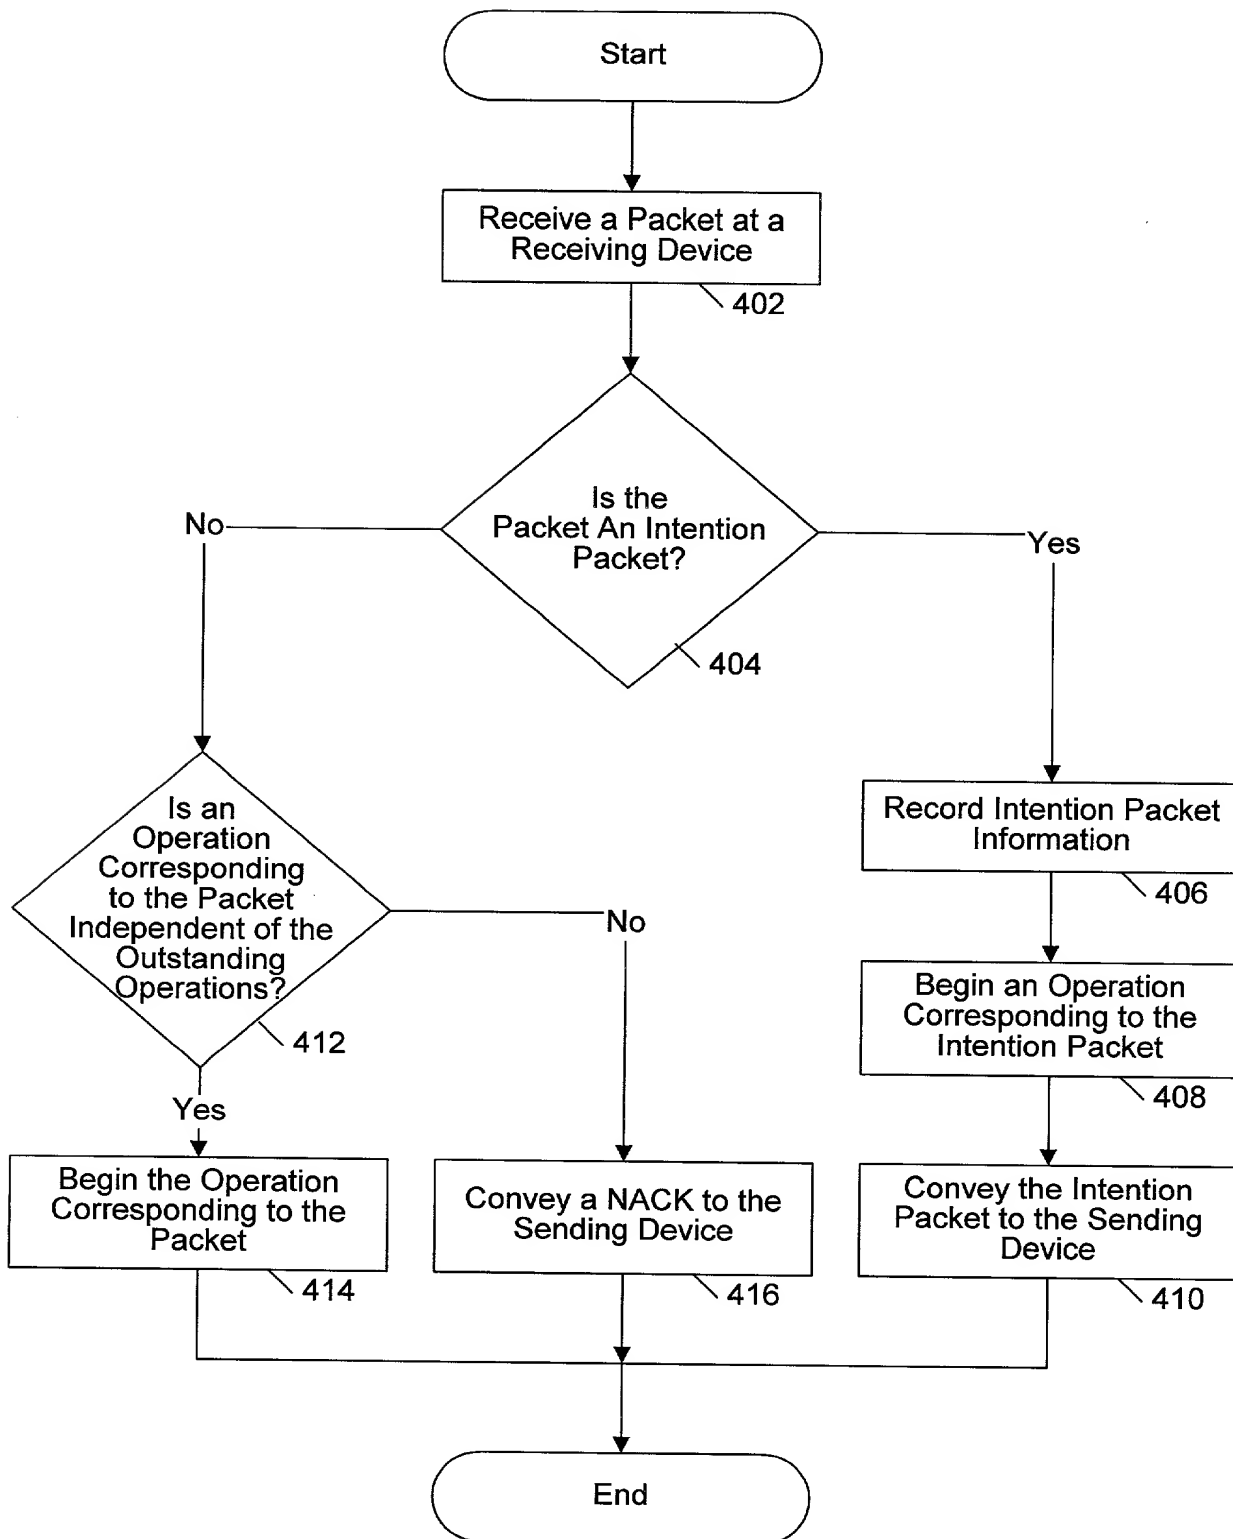 Start
Receive a Packet at a
Receiving Device
402
Is the
Packet An Intention
Packet?
404
No
Yes
Is an
Operation
Corresponding
to the Packet
Independent of the
Outstanding
Operations?
412
No
Yes
Record Intention Packet
Information
406
Begin an Operation
Corresponding to the
Intention Packet
408
Begin the Operation
Corresponding to the
Packet
414
Convey a NACK to the
Sending Device
416
Convey the Intention
Packet to the Sending
Device
410
End